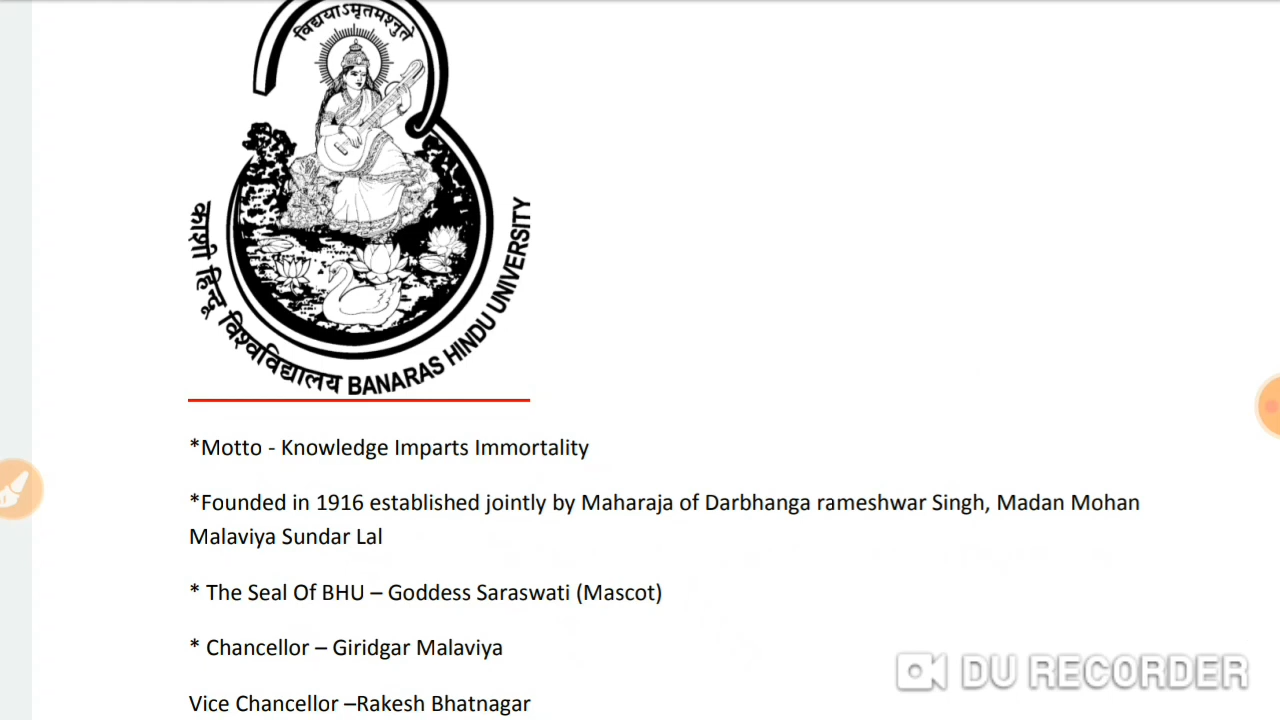 विद्ययाऽमृतमश्नुते
काशी हिन्दू विश्वविद्यालय BANARAS HINDU UNIVERSITY
*Motto - Knowledge Imparts Immortality
*Founded in 1916 established jointly by Maharaja of Darbhanga rameshwar Singh, Madan Mohan
Malaviya Sundar Lal
* The Seal Of BHU – Goddess Saraswati (Mascot)
* Chancellor – Giridgar Malaviya
Vice Chancellor –Rakesh Bhatnagar
DU RECORDER